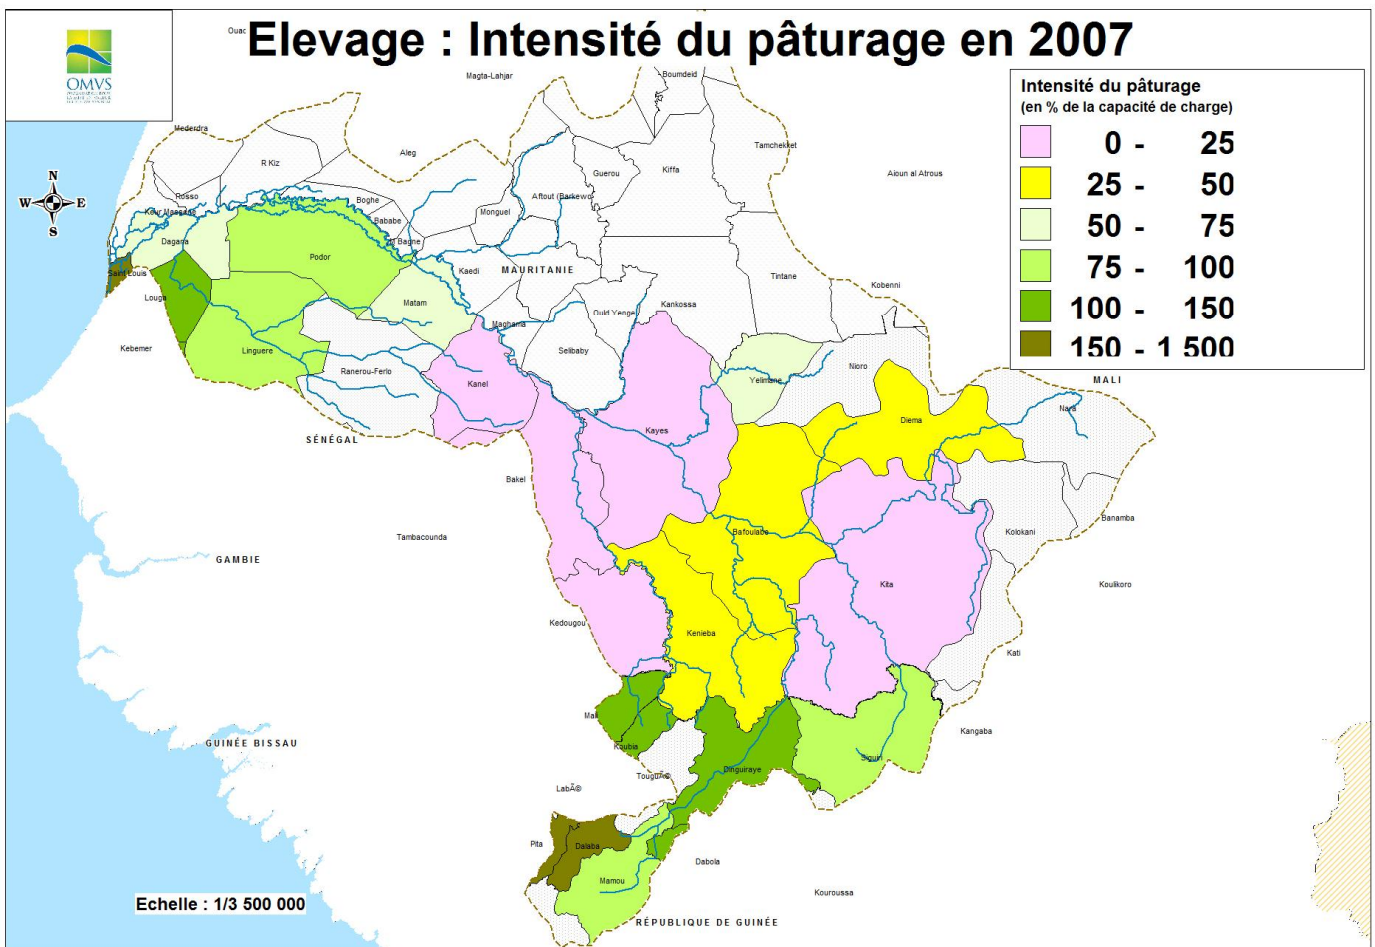 Elevage : Intensité du pâturage en 2007
OMVS
Intensité du pâturage
(en % de la capacité de charge)
0 - 25
25 - 50
50 - 75
75 - 100
100 - 150
150 - 1 500
N
W E
S
Ouac
Magta-Lahjar
Boumdeid
Mederdra
R Kiz
Aleg
Guerou
Kiffa
Tamchekket
Aioun al Atrous
Rosso
Boghe
Bababe
Monguel
Aftout (Barkewo
Keur Massene
M Bagne
Dagana
Podor
Kaedi
MAURITANIE
Saint Louis
Tintane
Kobenni
Louga
Matam
Kankossa
Ould Yenge
Maghama
Kebemer
Linguere
Selibaby
Ranerou-Ferlo
Nioro
Kanel
Yelimane
MALI
Nara
Diema
SÉNÉGAL
Kayes
Bakel
Banamba
Tambacounda
Bafoulabe
Kolokani
GAMBIE
Kita
Koulikoro
Kedougou
Kenieba
Kati
Mali
Kangaba
GUINÉE BISSAU
Koubia
Siguiri
Dinguiraye
TouguÃ©
LabÃ©
Pita
Dalaba
Dabola
Mamou
Kouroussa
Echelle : 1/3 500 000
RÉPUBLIQUE DE GUINÉE